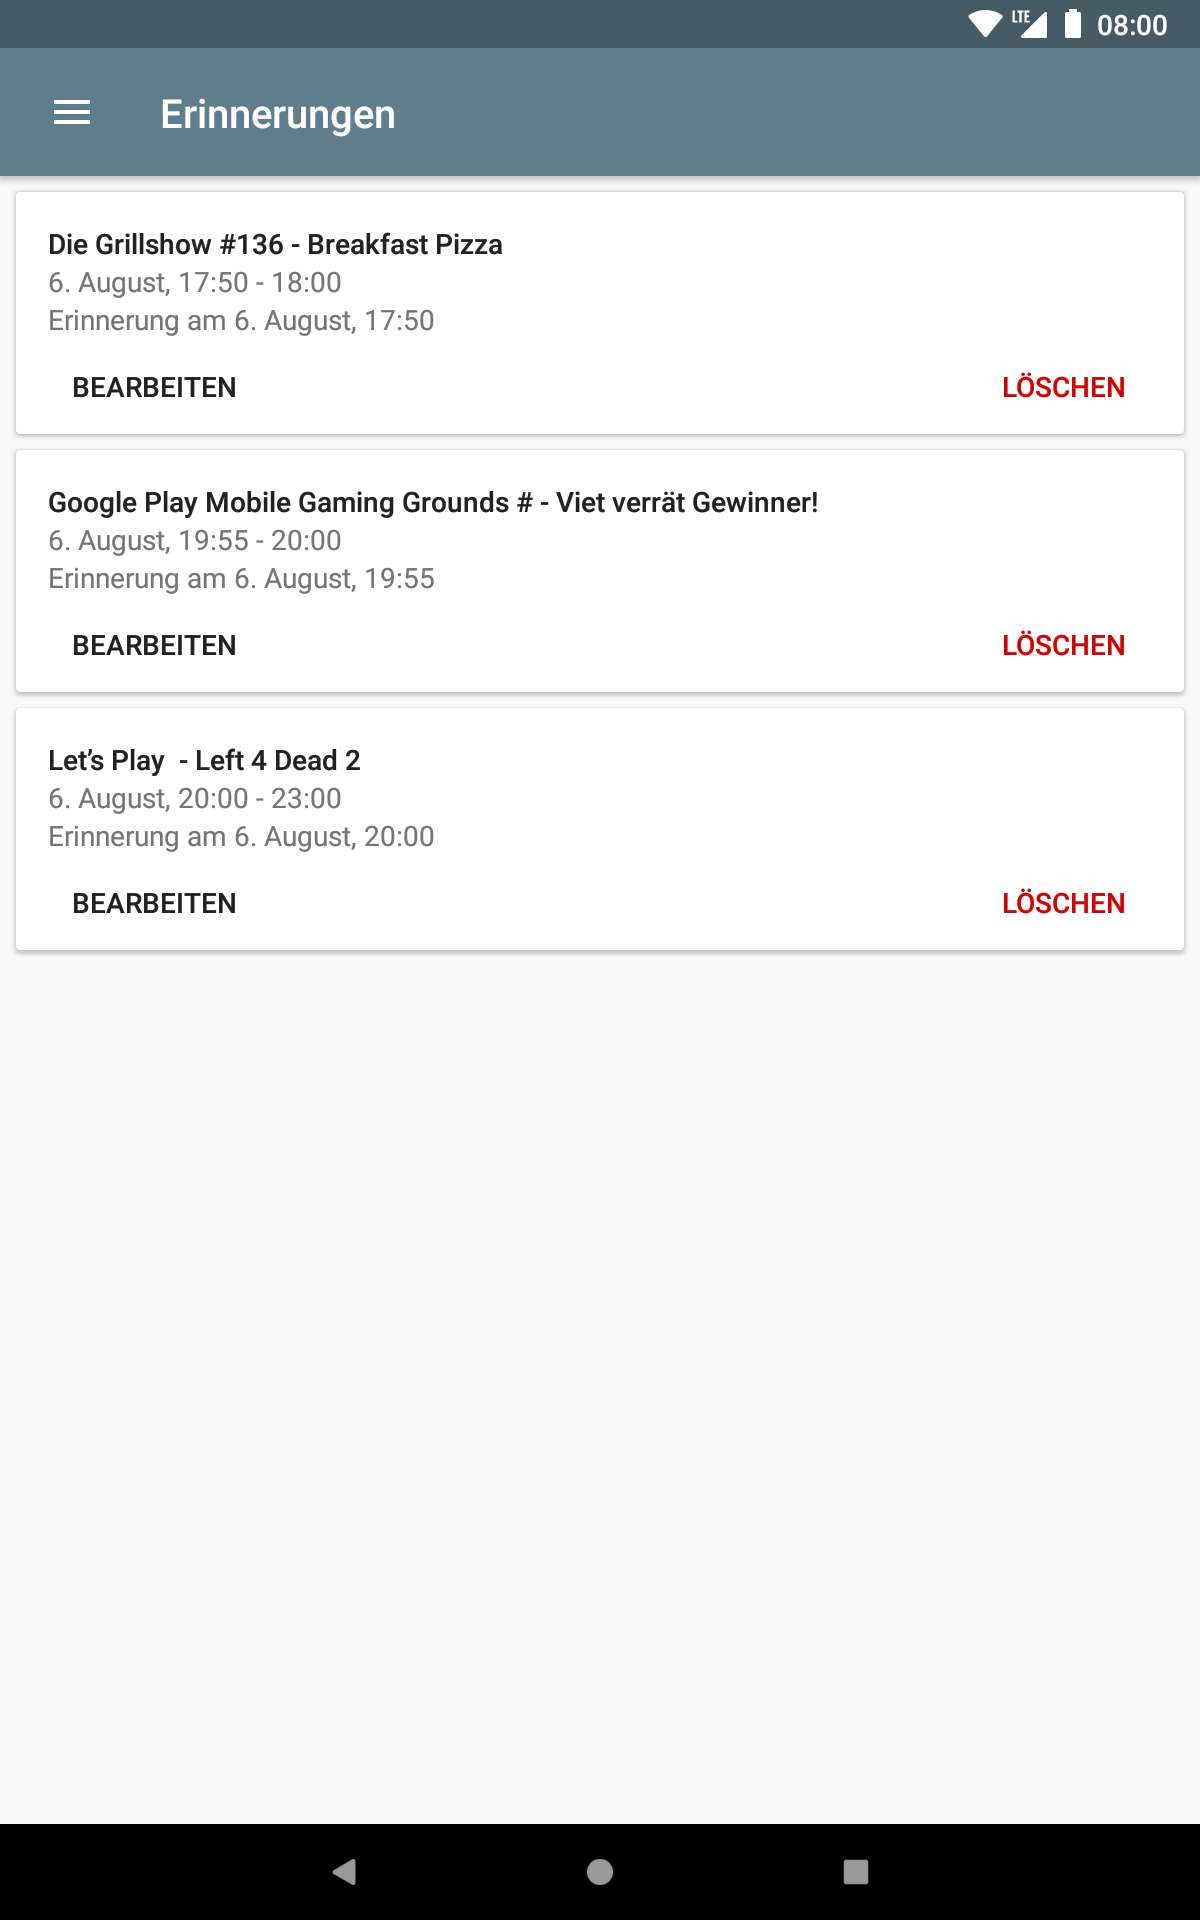 LTE 08:00
Erinnerungen
Die Grillshow #136 - Breakfast Pizza
6. August, 17:50 - 18:00
Erinnerung am 6. August, 17:50
BEARBEITEN LÖSCHEN
Google Play Mobile Gaming Grounds # - Viet verrät Gewinner!
6. August, 19:55 - 20:00
Erinnerung am 6. August, 19:55
BEARBEITEN LÖSCHEN
Let’s Play  - Left 4 Dead 2
6. August, 20:00 - 23:00
Erinnerung am 6. August, 20:00
BEARBEITEN LÖSCHEN